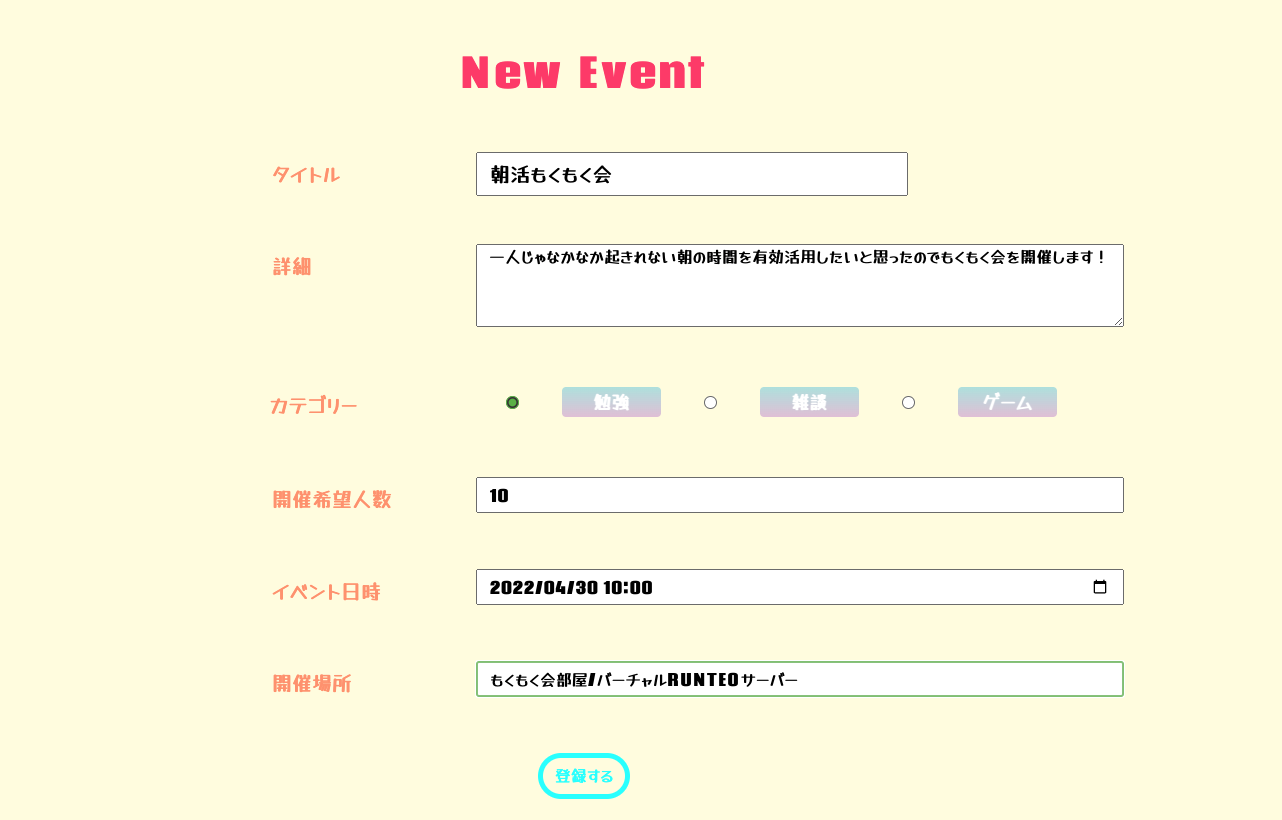 New Event
タイトル 朝活もくもく会
詳細 一人じゃなかなか起きれない朝の時間を有効活用したいと思ったのでもくもく会を開催します！
カテゴリー 勉強 雑談 ゲーム
開催希望人数 10
イベント日時 2022/04/30 10:00
開催場所 もくもく会部屋/バーチャルRUNTEQサーバー
登録する